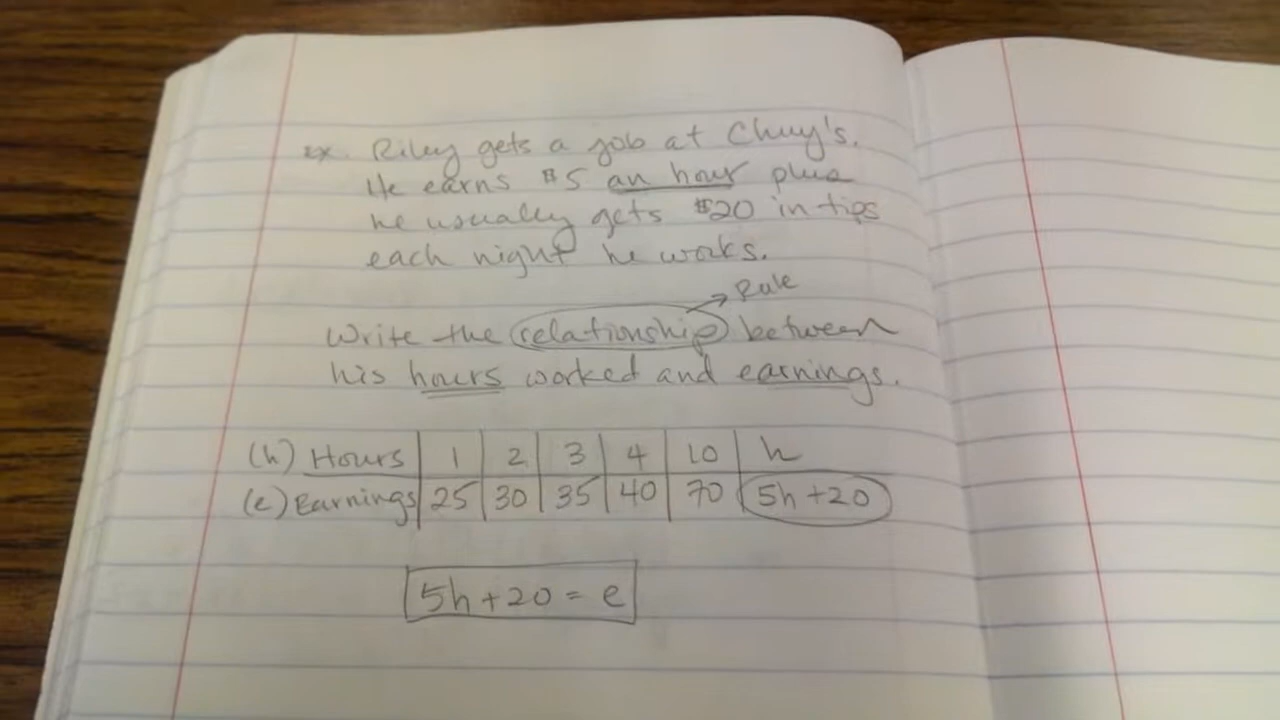 ex. Riley gets a job at Chuy's.
He earns $5 an hour plus
he usually gets $20 in tips
each night he works.
Rule
Write the relationship between
his hours worked and earnings.
(h) Hours 1 2 3 4 10 h
(e) Earnings 25 30 35 40 70 5h+20
5h+20 = e